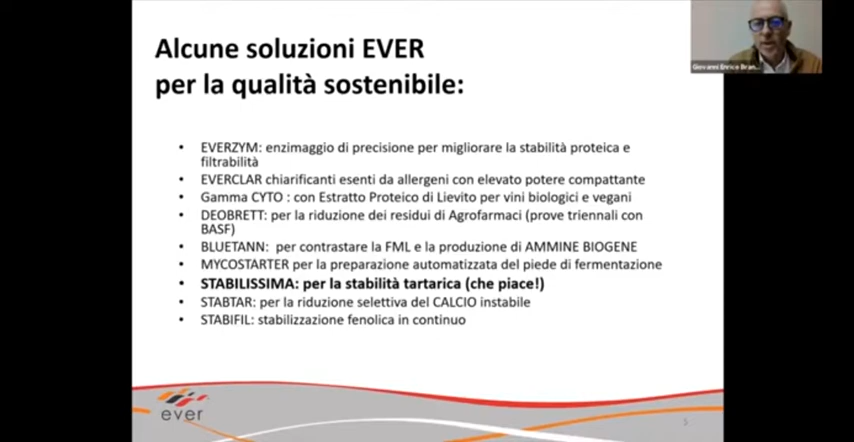 Alcune soluzioni EVER
per la qualità sostenibile:
Giovanni Enrico Bran...
• EVERZYM: enzimaggio di precisione per migliorare la stabilità proteica e
filtrabilità
• EVERCLAR chiarificanti esenti da allergeni con elevato potere compattante
• Gamma CYTO : con Estratto Proteico di Lievito per vini biologici e vegani
• DEOBRETT: per la riduzione dei residui di Agrofarmaci (prove triennali con
BASF)
• BLUETANN:  per contrastare la FML e la produzione di AMMINE BIOGENE
• MYCOSTARTER per la preparazione automatizzata del piede di fermentazione
• STABILISSIMA: per la stabilità tartarica (che piace!)
• STABTAR: per la riduzione selettiva del CALCIO instabile
• STABIFIL: stabilizzazione fenolica in continuo
ever
5